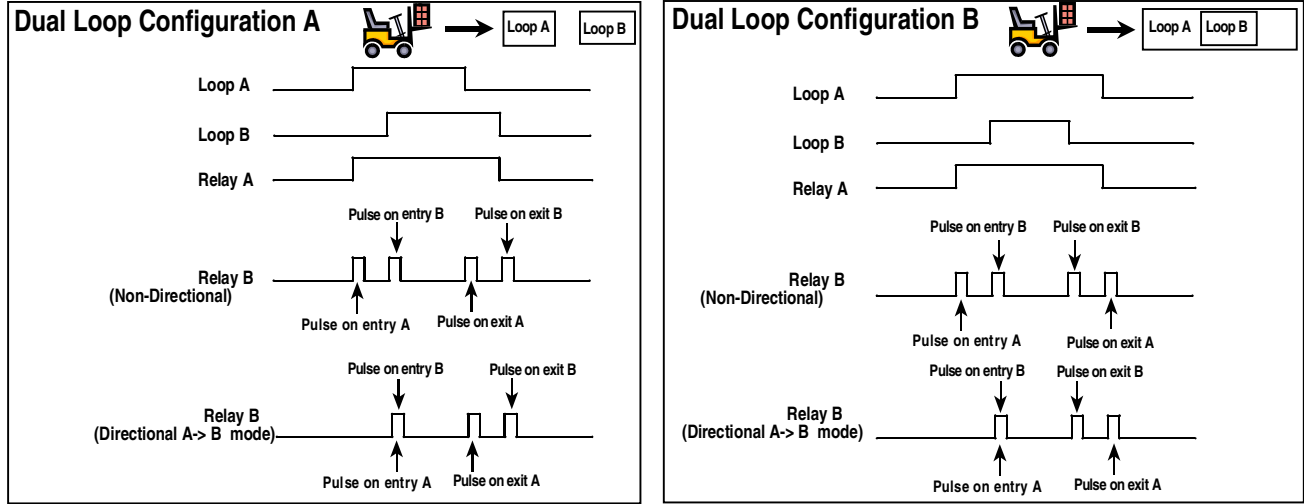 Dual Loop Configuration A
Loop A
Loop B
Loop A
Loop B
Relay A
Pulse on entry B
Pulse on exit B
Relay B
(Non-Directional)
Pulse on entry A
Pulse on exit A
Pulse on entry B
Pulse on exit B
Relay B
(Directional A-> B mode)
Pulse on entry A
Pulse on exit A
Dual Loop Configuration B
Loop A
Loop B
Loop A
Loop B
Relay A
Pulse on entry B
Pulse on exit B
Relay B
(Non-Directional)
Pulse on entry A
Pulse on exit A
Pulse on entry B
Pulse on exit B
Relay B
(Directional A-> B mode)
Pulse on entry A
Pulse on exit A